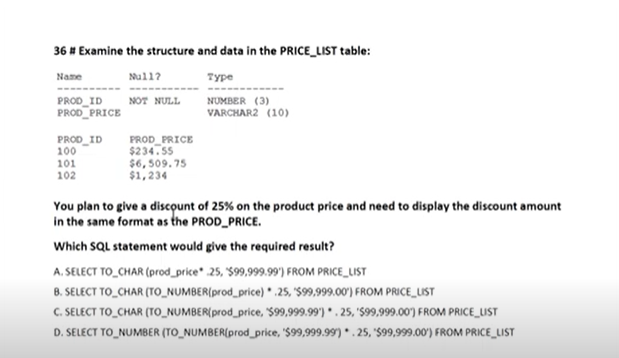 36 # Examine the structure and data in the PRICE_LIST table:
Name Null? Type
---------- ------------ ------------
PROD_ID NOT NULL NUMBER (3)
PROD_PRICE VARCHAR2 (10)
PROD_ID PROD_PRICE
100 $234.55
101 $6,509.75
102 $1,234
You plan to give a discount of 25% on the product price and need to display the discount amount
in the same format as the PROD_PRICE.
Which SQL statement would give the required result?
A. SELECT TO_CHAR (prod_price* .25, '$99,999.99') FROM PRICE_LIST
B. SELECT TO_CHAR (TO_NUMBER(prod_price) * .25, '$99,999.00') FROM PRICE_LIST
C. SELECT TO_CHAR (TO_NUMBER(prod_price, '$99,999.99') * . 25, '$99,999.00') FROM PRICE_LIST
D. SELECT TO_NUMBER (TO_NUMBER(prod_price, '$99,999.99') * . 25, '$99,999.00') FROM PRICE_LIST